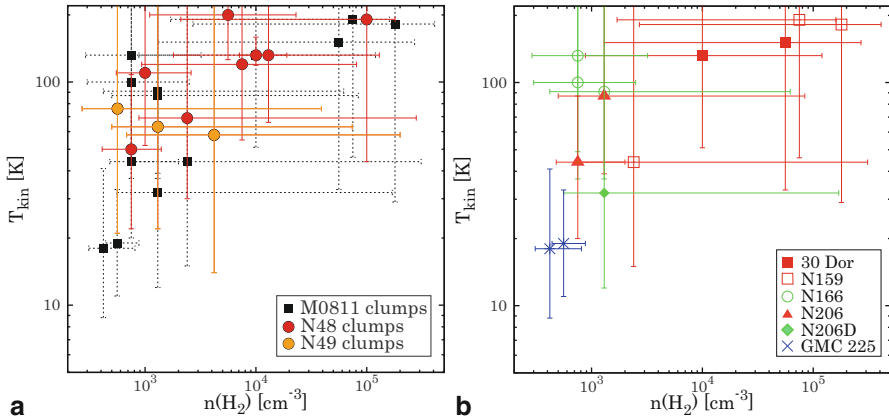 100
10
T_kin [K]
M0811 clumps
N48 clumps
N49 clumps
10^3
10^4
10^5
n(H_2) [cm^-3]
a
100
10
T_kin [K]
30 Dor
N159
N166
N206
N206D
GMC 225
10^3
10^4
10^5
n(H_2) [cm^-3]
b